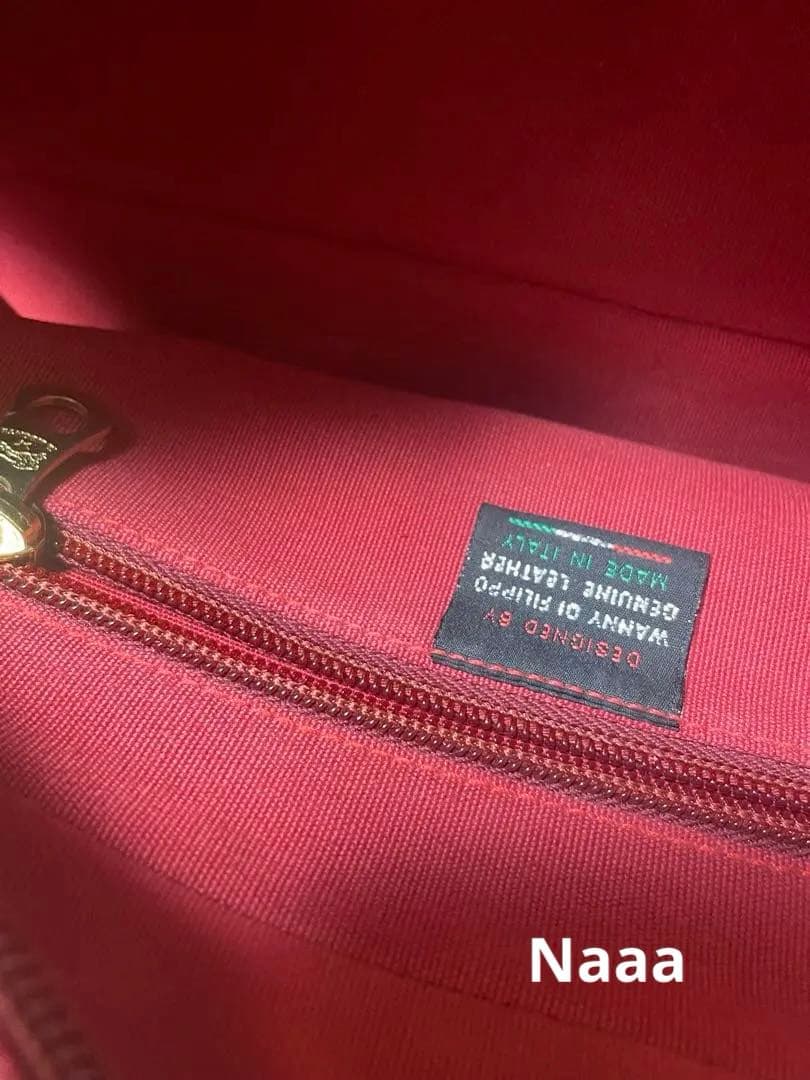 DESIGNED BY
WANNY DI FILIPPO
GENUINE LEATHER
MADE IN ITALY
Naaa